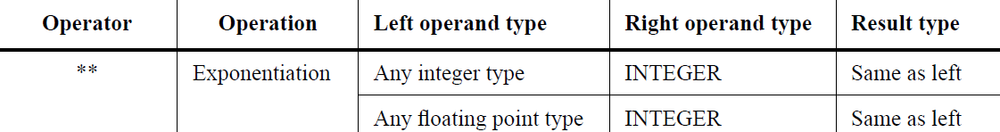 Operator Operation Left operand type Right operand type Result type
** Exponentiation Any integer type INTEGER Same as left
Any floating point type INTEGER Same as left